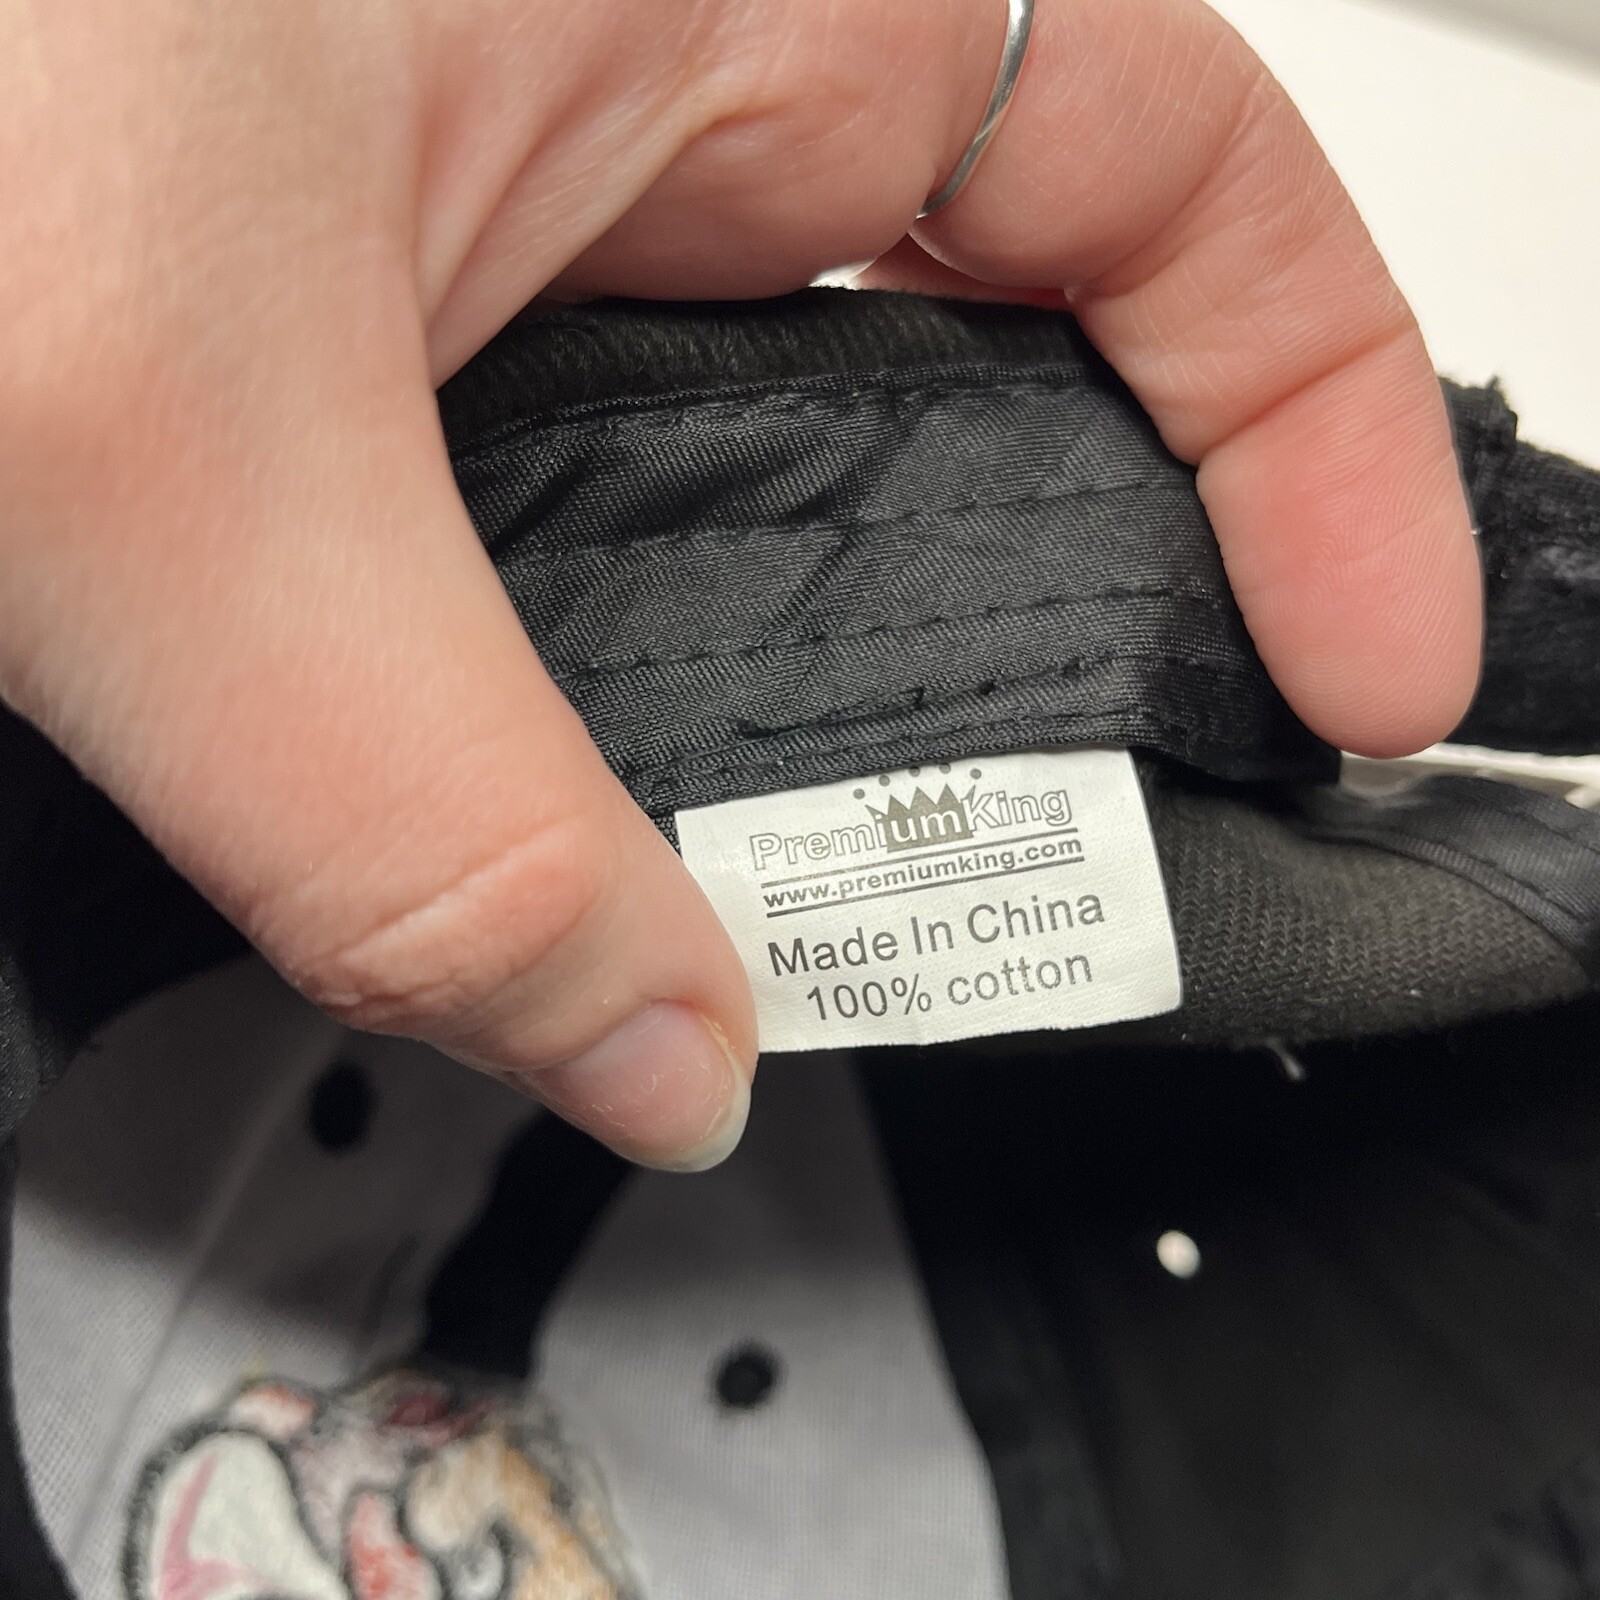 PremiumKing
www.premiumking.com
Made In China
100% cotton